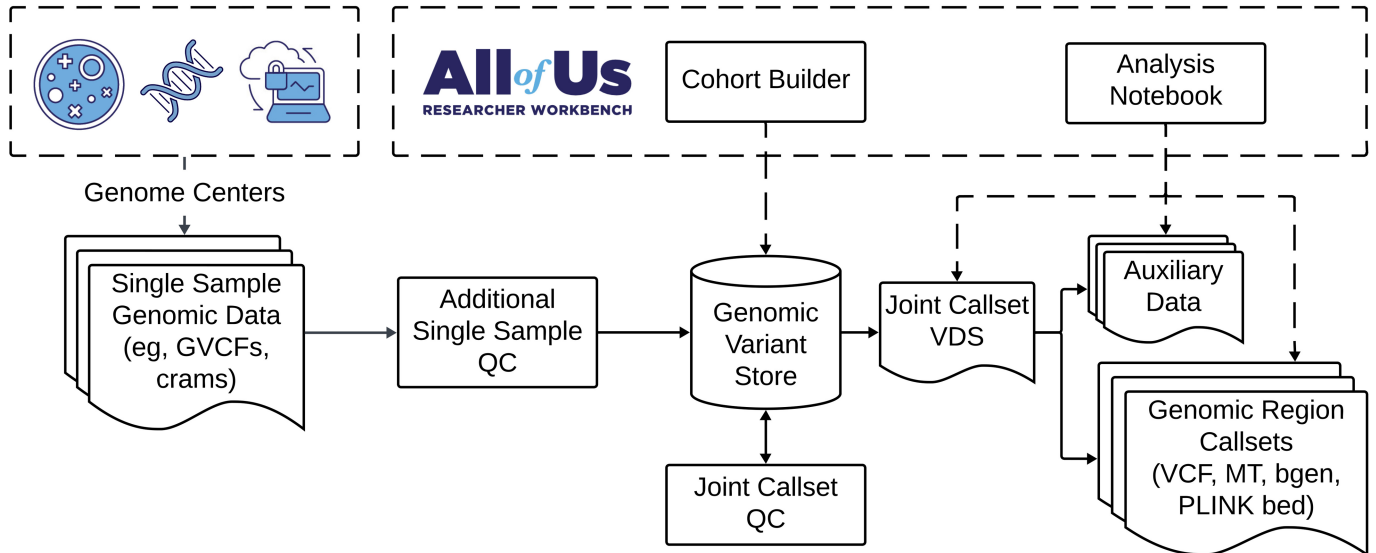 All of Us
RESEARCHER WORKBENCH
Cohort Builder
Analysis
Notebook
Genome Centers
Single Sample
Genomic Data
(eg, GVCFs,
crams)
Additional
Single Sample
QC
Genomic
Variant
Store
Joint Callset
QC
Joint Callset
VDS
Auxiliary
Data
Genomic Region
Callsets
(VCF, MT, bgen,
PLINK bed)